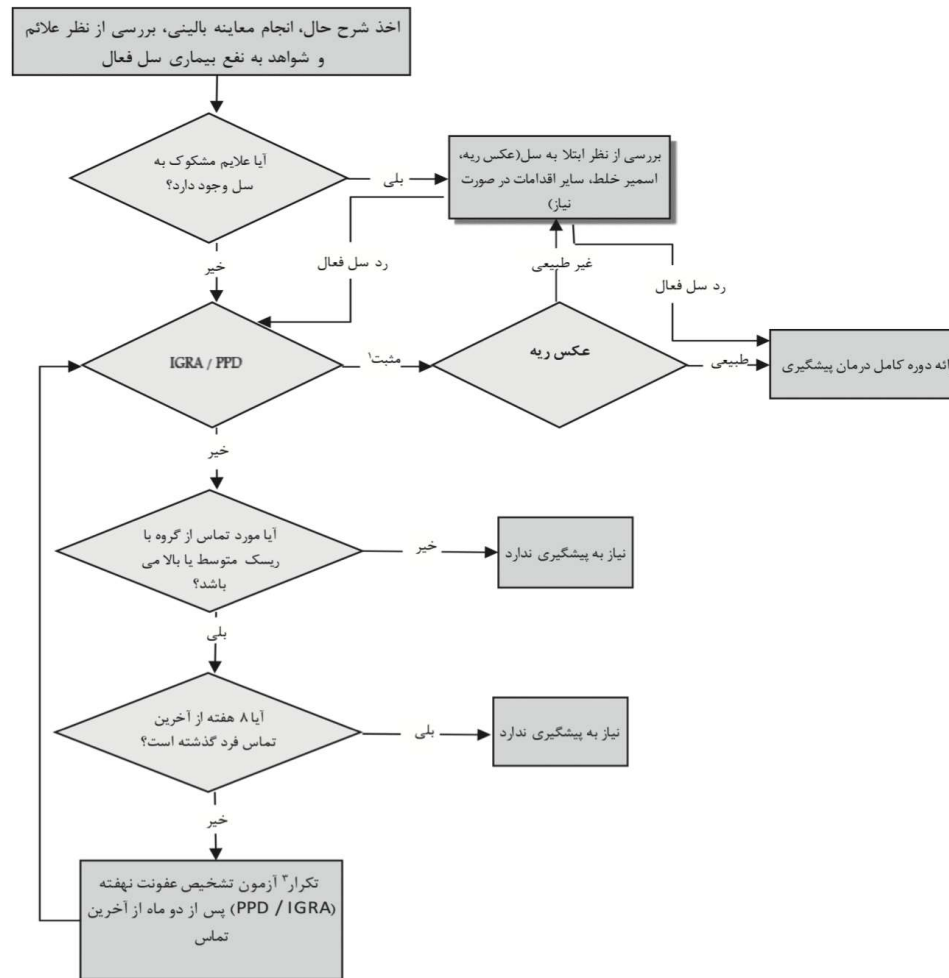 اخذ شرح حال، انجام معاینه بالینی، بررسی از نظر علائم
و شواهد به نفع بیماری سل فعال
آیا علایم مشکوک به
سل وجود دارد؟
بلی
بررسی از نظر ابتلا به سل(عکس ریه،
اسمیر خلط، سایر اقدامات در صورت
نیاز)
خیر
رد سل فعال
غیر طبیعی
رد سل فعال
IGRA / PPD
مثبت۱
عکس ریه
طبیعی
ائه دوره کامل درمان پیشگیری
خیر
آیا مورد تماس از گروه با
ریسک متوسط یا بالا می
باشد؟
خیر
نیاز به پیشگیری ندارد
بلی
آیا ۸ هفته از آخرین
تماس فرد گذشته است؟
بلی
نیاز به پیشگیری ندارد
خیر
تکرار۳ آزمون تشخیص عفونت نهفته
(PPD / IGRA) پس از دو ماه از آخرین
تماس